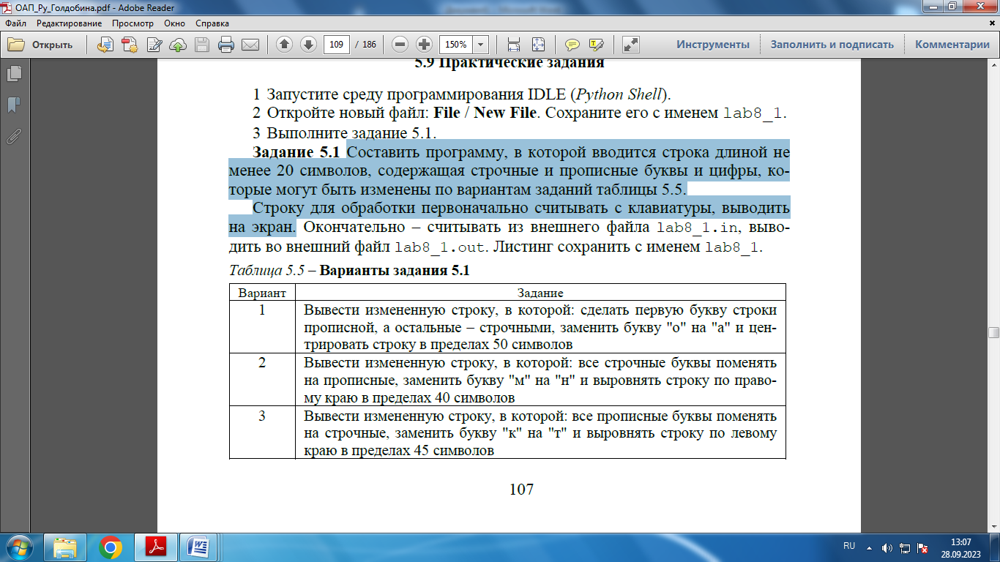 ОАП_Ру_Голдобина.pdf - Adobe Reader
Файл Редактирование Просмотр Окно Справка
Открыть 109 / 186 150% Инструменты Заполнить и подписать Комментарии
5.9 Практические задания
1 Запустите среду программирования IDLE (Python Shell).
2 Откройте новый файл: File / New File. Сохраните его с именем lab8_1.
3 Выполните задание 5.1.
Задание 5.1 Составить программу, в которой вводится строка длиной не
менее 20 символов, содержащая строчные и прописные буквы и цифры, ко-
торые могут быть изменены по вариантам заданий таблицы 5.5.
Строку для обработки первоначально считывать с клавиатуры, выводить
на экран. Окончательно – считывать из внешнего файла lab8_1.in, выво-
дить во внешний файл lab8_1.out. Листинг сохранить с именем lab8_1.
Таблица 5.5 – Варианты задания 5.1
Вариант Задание
1 Вывести измененную строку, в которой: сделать первую букву строки
прописной, а остальные – строчными, заменить букву "о" на "а" и цен-
трировать строку в пределах 50 символов
2 Вывести измененную строку, в которой: все строчные буквы поменять
на прописные, заменить букву "м" на "н" и выровнять строку по право-
му краю в пределах 40 символов
3 Вывести измененную строку, в которой: все прописные буквы поменять
на строчные, заменить букву "к" на "т" и выровнять строку по левому
краю в пределах 45 символов
107
RU 13:07
28.09.2023